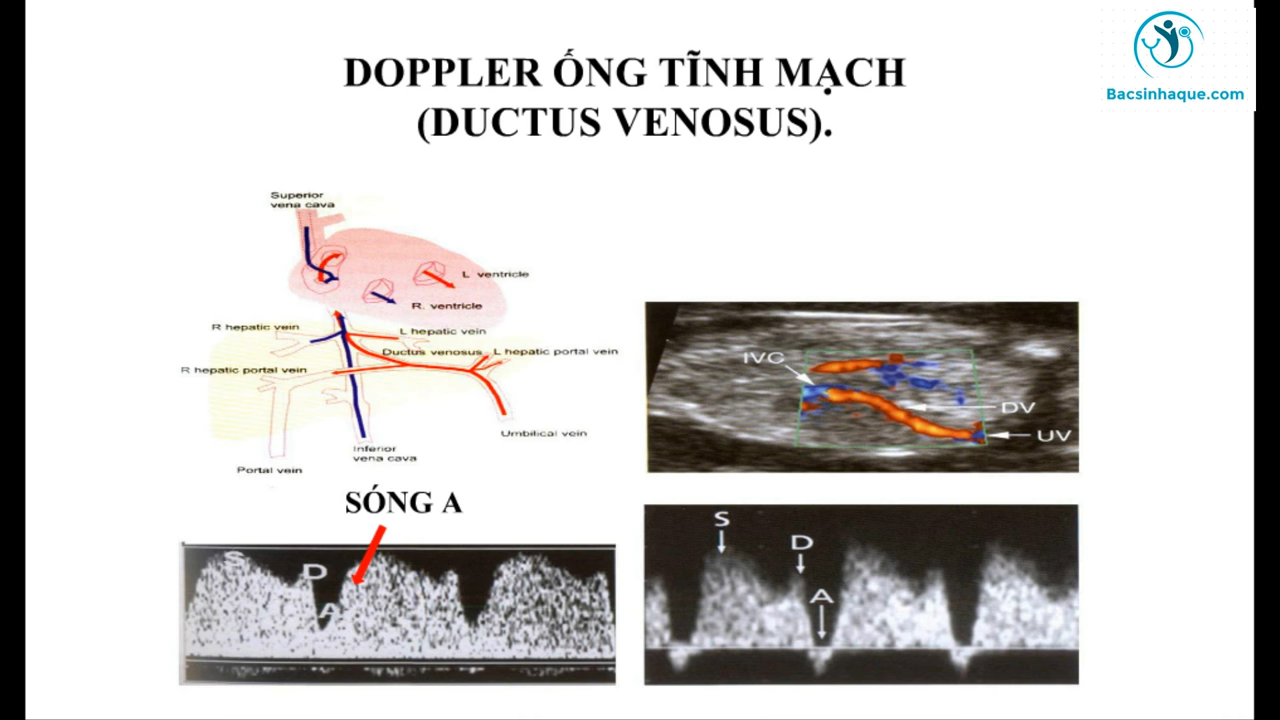 Bacsinhaque.com
DOPPLER ỐNG TĨNH MẠCH
(DUCTUS VENOSUS).
Superior
vena cava
L ventricle
R. ventricle
R hepatic vein
L hepatic vein
Ductus venosus
L hepatic portal vein
R hepatic portal vein
Umbilical vein
Inferior
vena cava
Portal vein
IVC
DV
UV
SÓNG A
S
D
A
S
D
A